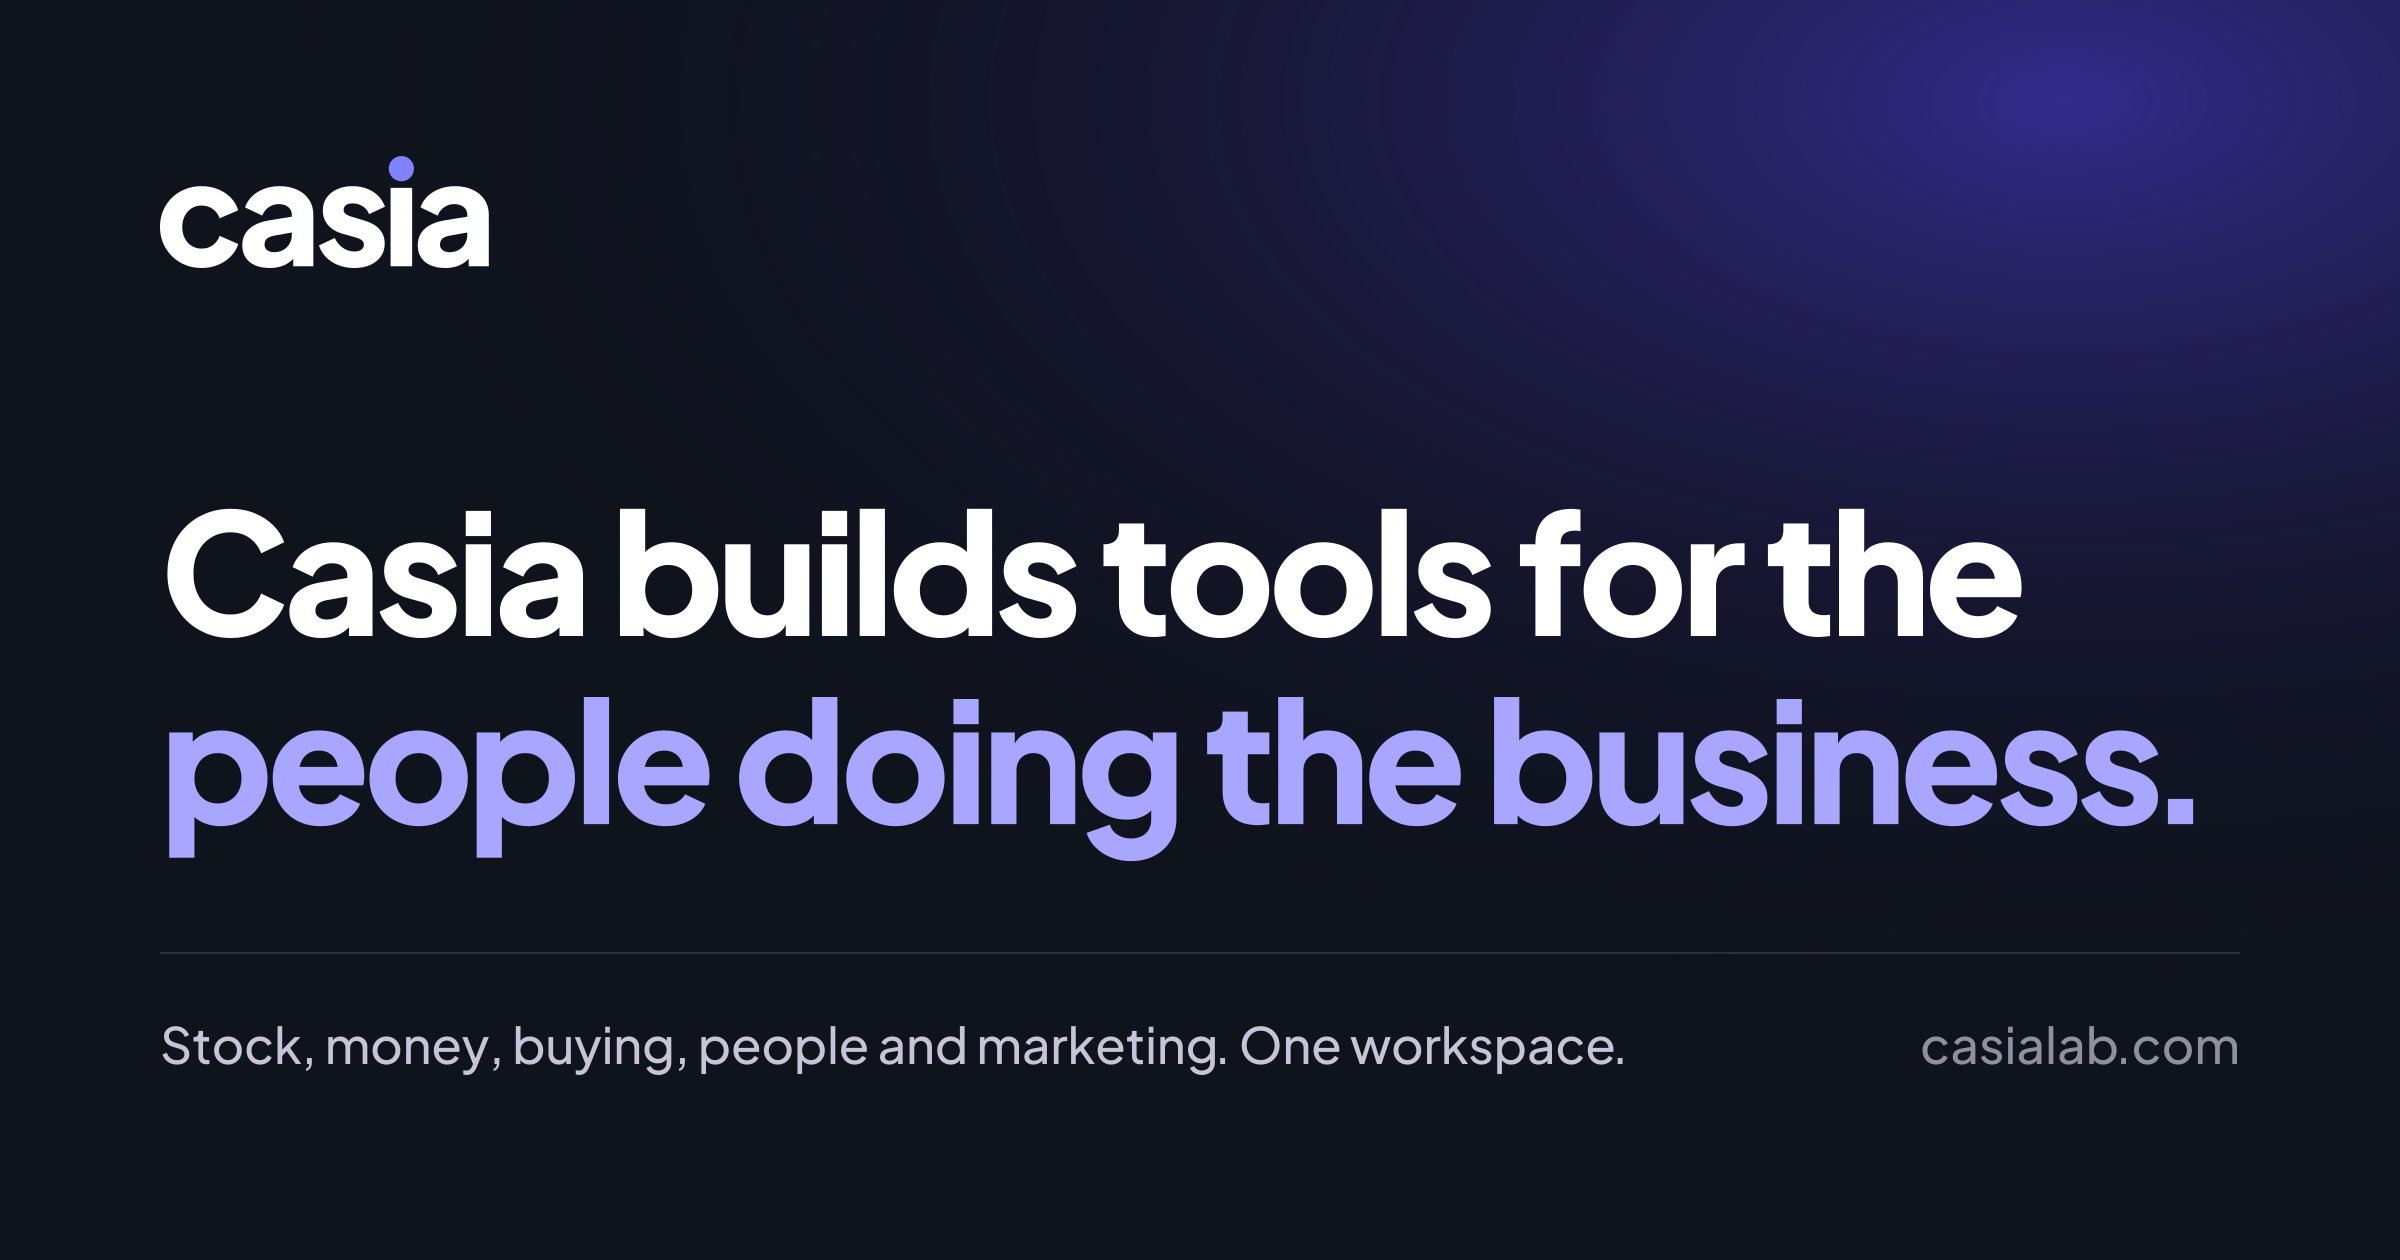 casia
Casia builds tools for the
people doing the business.
Stock, money, buying, people and marketing. One workspace.
casialab.com